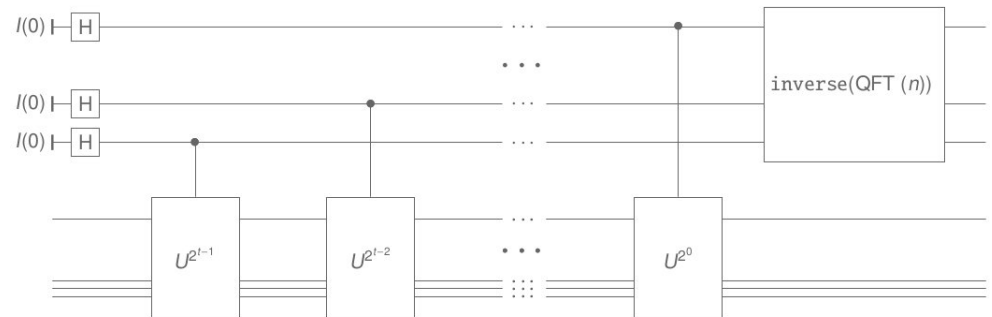 I(0) H ...
...
inverse(QFT (n))
I(0) H ...
I(0) H ...
...
U^{2^{t−1}} U^{2^{t−2}} ... U^{2^0}